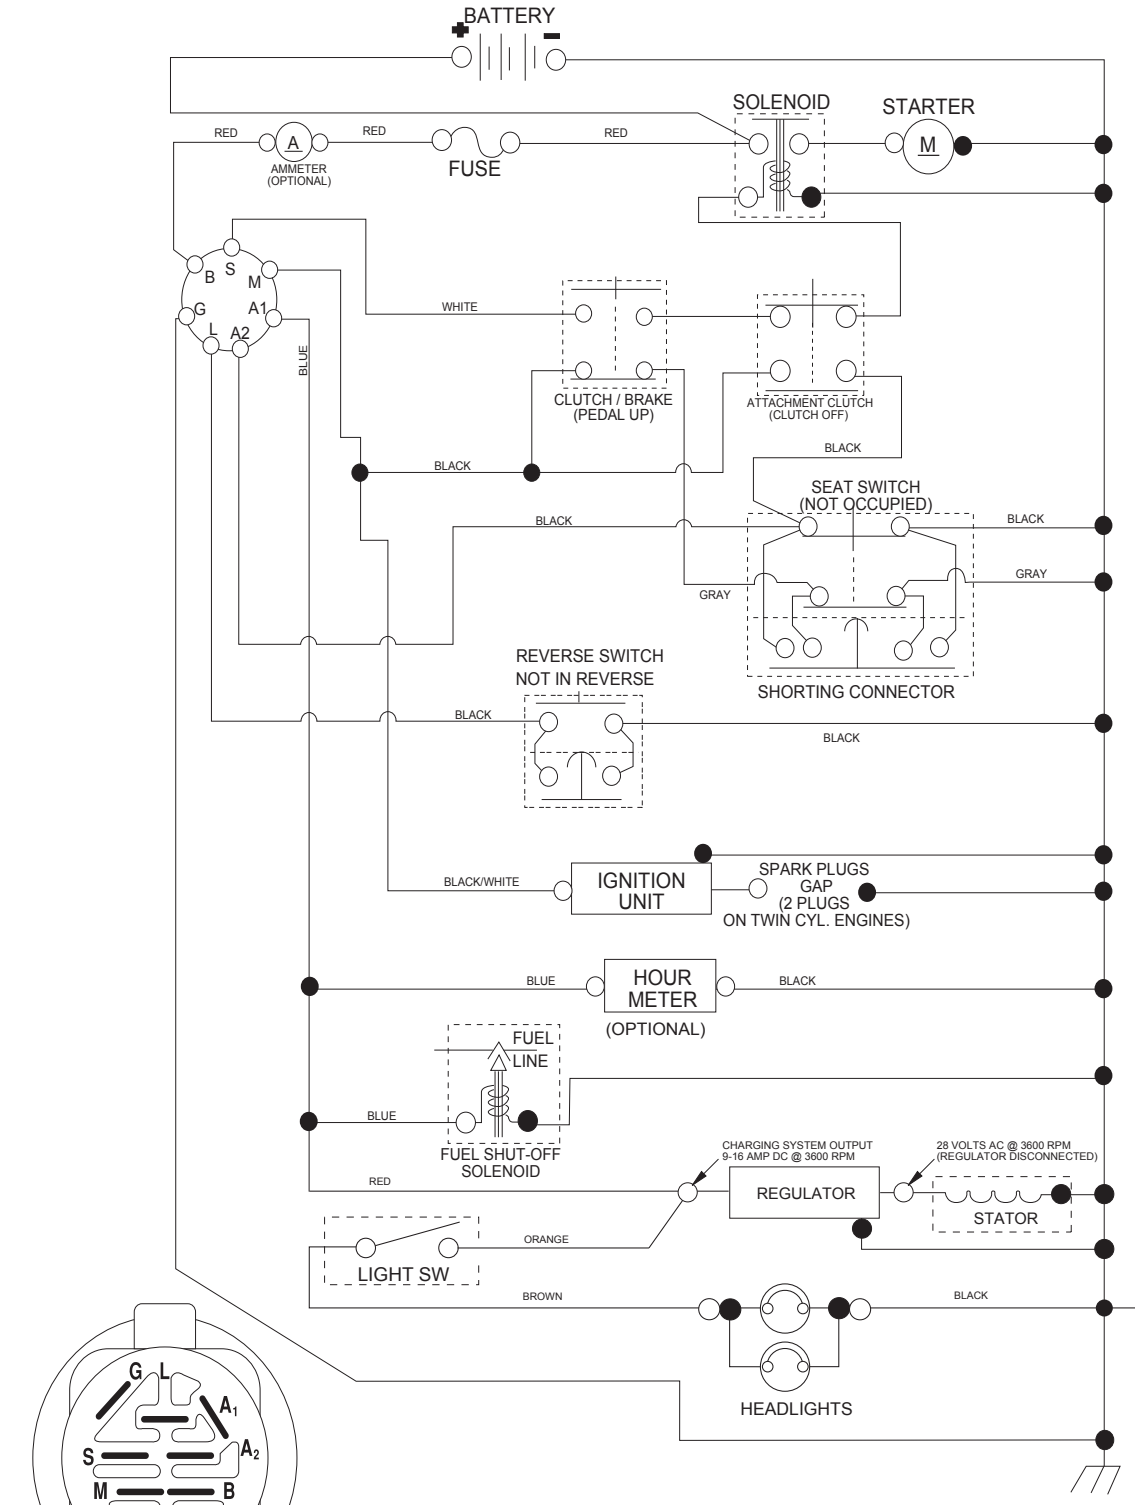 BATTERY
SOLENOID
STARTER
RED
A
RED
RED
M
AMMETER
(OPTIONAL)
FUSE
B
S
M
G
A1
L
A2
BLUE
WHITE
CLUTCH / BRAKE
(PEDAL UP)
ATTACHMENT CLUTCH
(CLUTCH OFF)
BLACK
BLACK
SEAT SWITCH
(NOT OCCUPIED)
BLACK
BLACK
GRAY
GRAY
REVERSE SWITCH
NOT IN REVERSE
SHORTING CONNECTOR
BLACK
BLACK
BLACK/WHITE
IGNITION
UNIT
SPARK PLUGS
GAP
(2 PLUGS
ON TWIN CYL. ENGINES)
BLUE
HOUR
METER
BLACK
(OPTIONAL)
FUEL
LINE
BLUE
FUEL SHUT-OFF
SOLENOID
CHARGING SYSTEM OUTPUT
9-16 AMP DC @ 3600 RPM
28 VOLTS AC @ 3600 RPM
(REGULATOR DISCONNECTED)
RED
REGULATOR
STATOR
ORANGE
LIGHT SW
BROWN
BLACK
HEADLIGHTS
G L
A1
S
A2
M
B